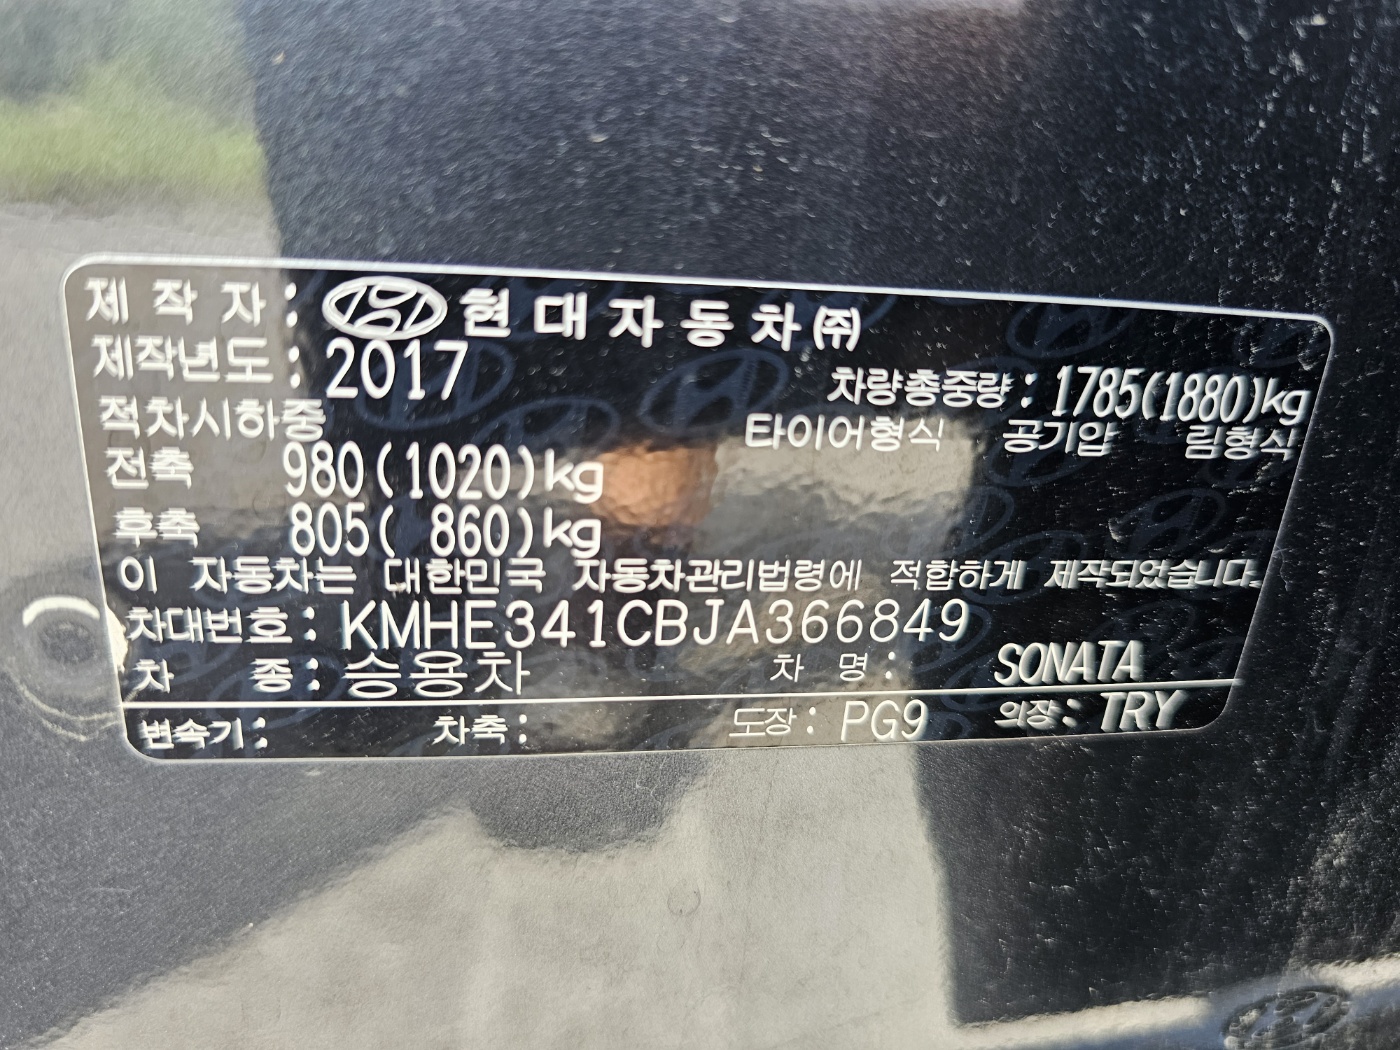 제 작 자 : 현대자동차㈜
제작년도 : 2017
차량총중량 : 1785(1880)kg
적차시하중
타이어형식 공기압 림형식
전축 980(1020)kg
후축 805( 860)kg
이 자동차는 대한민국 자동차관리법령에 적합하게 제작되었습니다.
차대번호 : KMHE341CBJA366849
차 종 : 승용차 차 명 : SONATA
변속기 : 차축 : 도장 : PG9 의장 : TRY